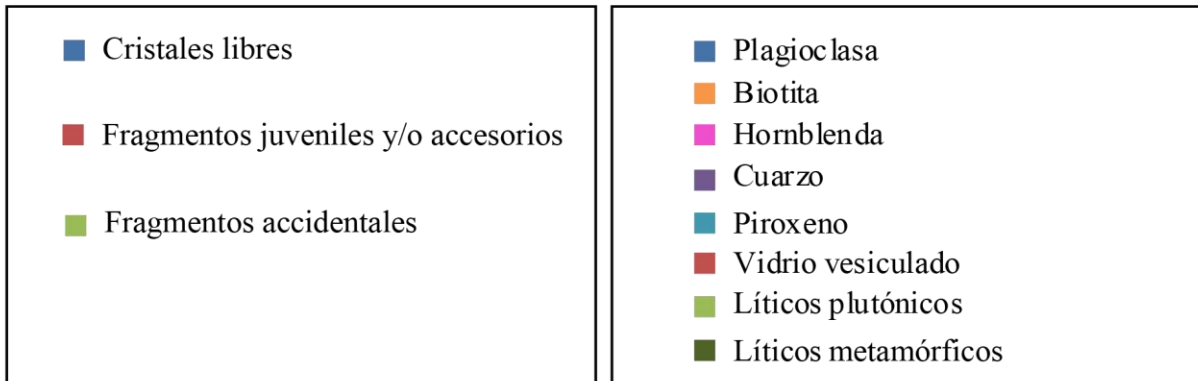 Cristales libres
Fragmentos juveniles y/o accesorios
Fragmentos accidentales
Plagioclasa
Biotita
Hornblenda
Cuarzo
Piroxeno
Vidrio vesiculado
Líticos plutónicos
Líticos metamórficos